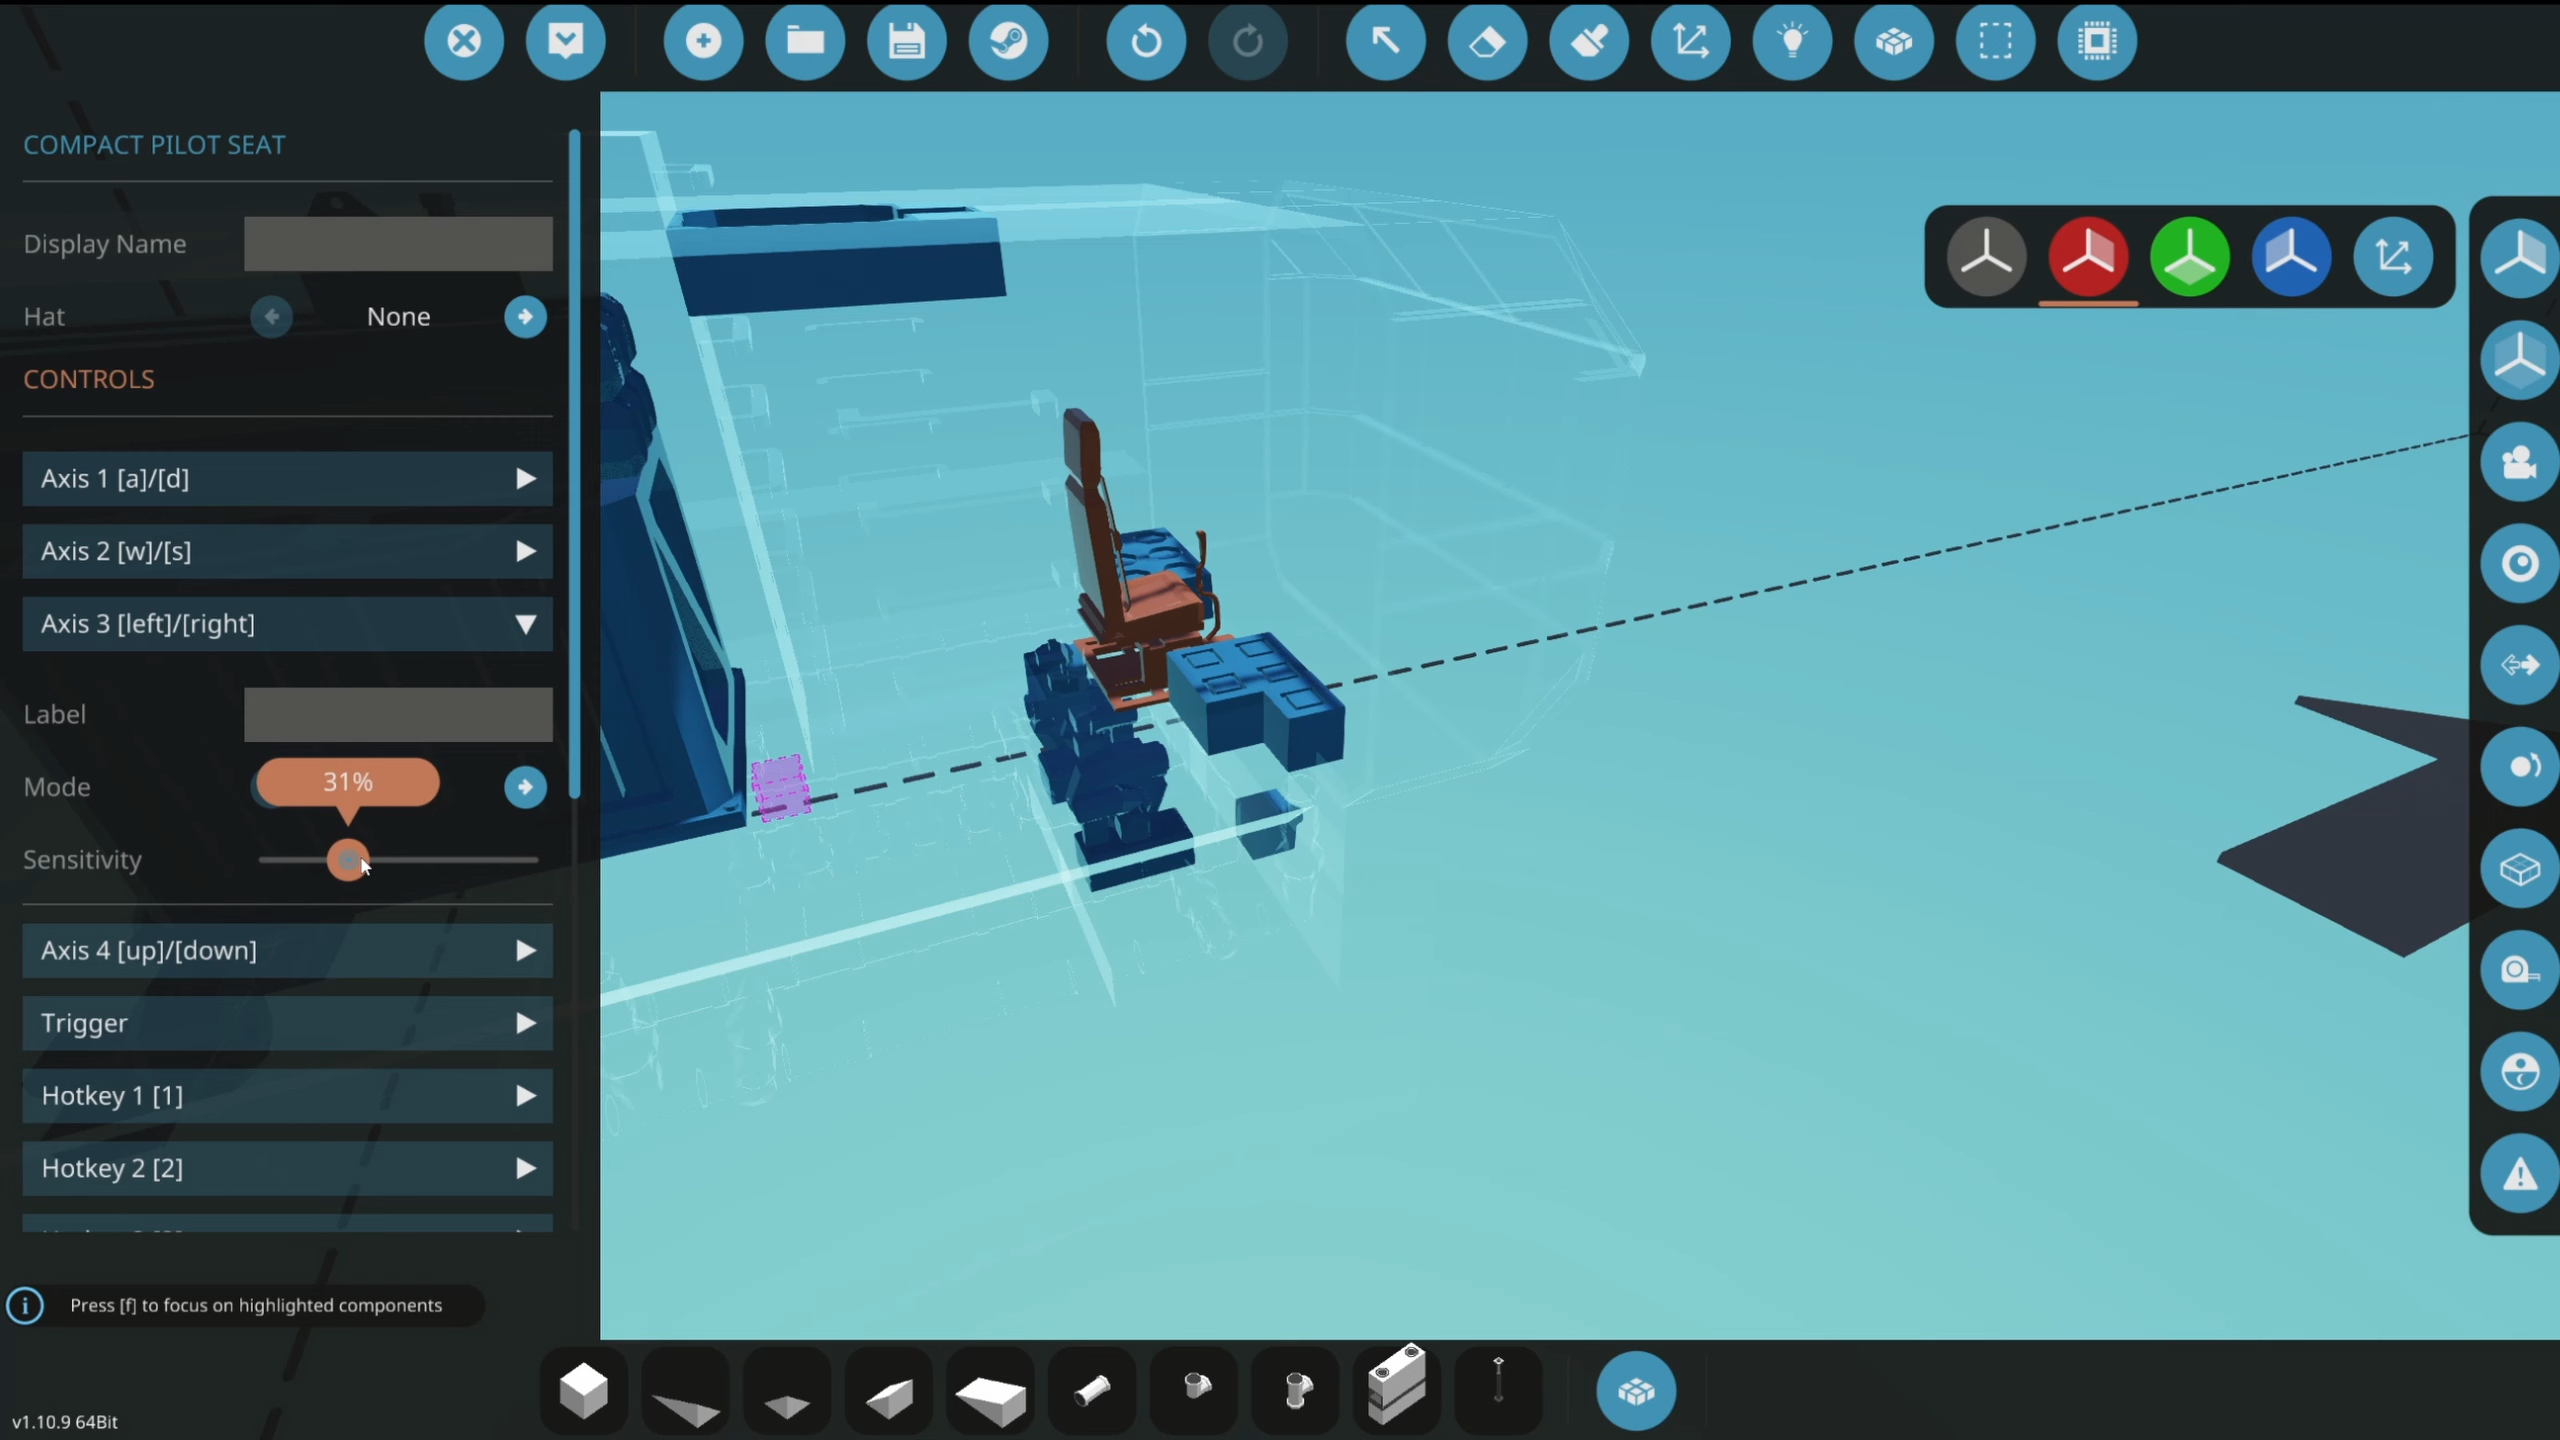 COMPACT PILOT SEAT
Display Name
Hat
None
CONTROLS
Axis 1 [a]/[d]
Axis 2 [w]/[s]
Axis 3 [left]/[right]
Label
Mode
31%
Sensitivity
Axis 4 [up]/[down]
Trigger
Hotkey 1 [1]
Hotkey 2 [2]
Press [f] to focus on highlighted components
v1.10.9 64Bit